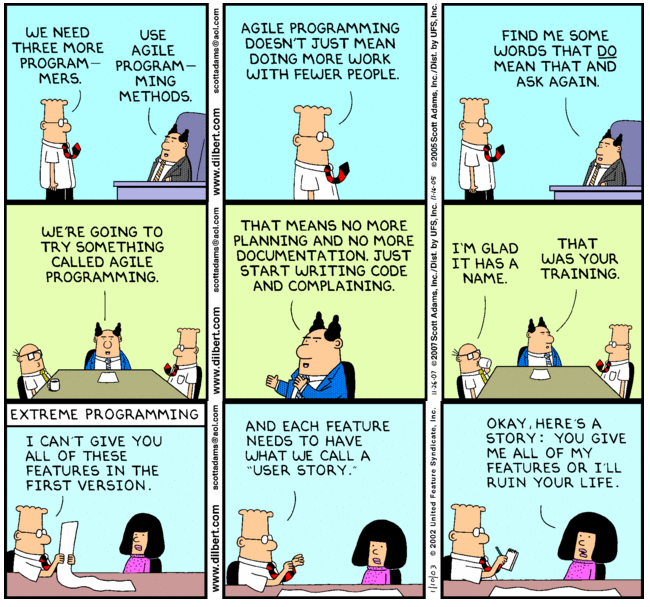 WE NEED
THREE MORE
PROGRAM-
MERS.
USE
AGILE
PROGRAM-
MING
METHODS.
www.dilbert.com
scottadams@aol.com
AGILE PROGRAMMING
DOESN'T JUST MEAN
DOING MORE WORK
WITH FEWER PEOPLE.
11-16-05 ©2005 Scott Adams, Inc./Dist. by UFS, Inc.
FIND ME SOME
WORDS THAT DO
MEAN THAT AND
ASK AGAIN.
WE'RE GOING TO
TRY SOMETHING
CALLED AGILE
PROGRAMMING.
www.dilbert.com
scottadams@aol.com
THAT MEANS NO MORE
PLANNING AND NO MORE
DOCUMENTATION. JUST
START WRITING CODE
AND COMPLAINING.
11-26-07 ©2007 Scott Adams, Inc./Dist. by UFS, Inc.
I'M GLAD
IT HAS A
NAME.
THAT
WAS YOUR
TRAINING.
EXTREME PROGRAMMING
I CAN'T GIVE YOU
ALL OF THESE
FEATURES IN THE
FIRST VERSION.
www.dilbert.com
scottadams@aol.com
AND EACH FEATURE
NEEDS TO HAVE
WHAT WE CALL A
"USER STORY."
© 2002 United Feature Syndicate, Inc.
OKAY, HERE'S A
STORY: YOU GIVE
ME ALL OF MY
FEATURES OR I'LL
RUIN YOUR LIFE.